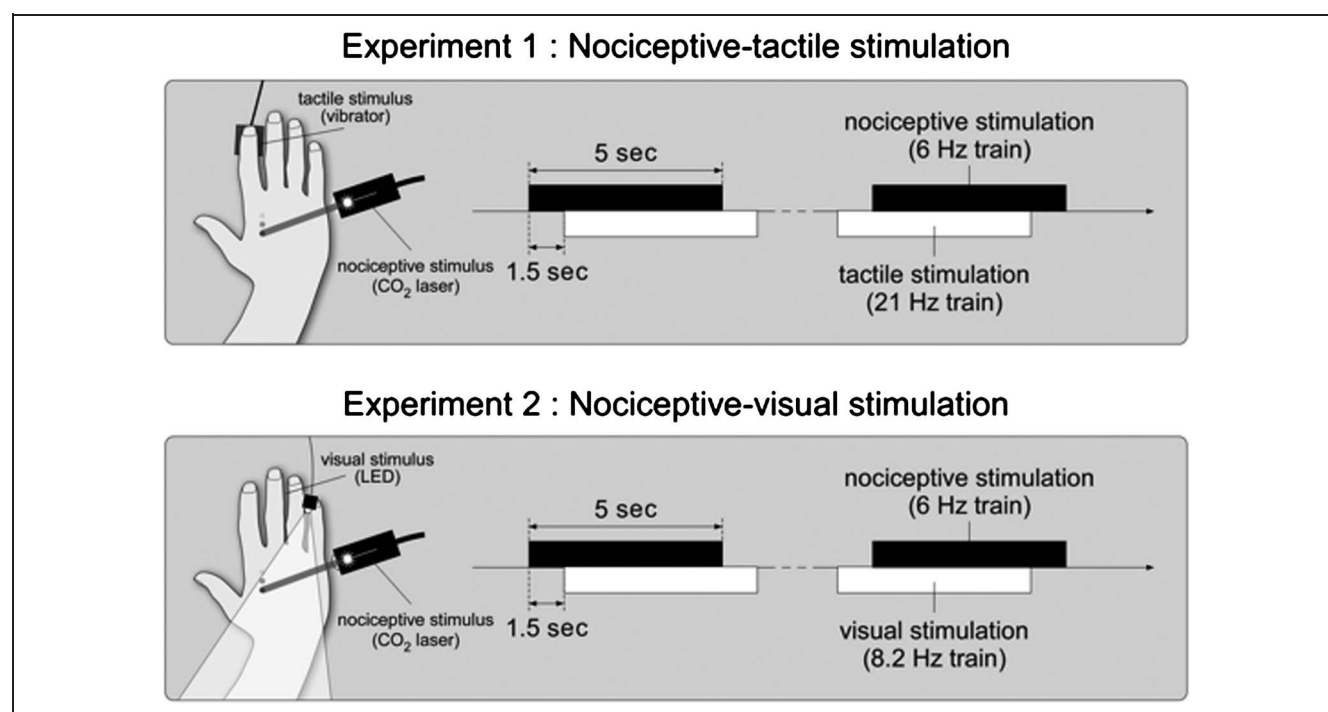 Experiment 1 : Nociceptive-tactile stimulation
tactile stimulus
(vibrator)
nociceptive stimulus
(CO₂ laser)
5 sec
1.5 sec
nociceptive stimulation
(6 Hz train)
tactile stimulation
(21 Hz train)
Experiment 2 : Nociceptive-visual stimulation
visual stimulus
(LED)
nociceptive stimulus
(CO₂ laser)
5 sec
1.5 sec
nociceptive stimulation
(6 Hz train)
visual stimulation
(8.2 Hz train)